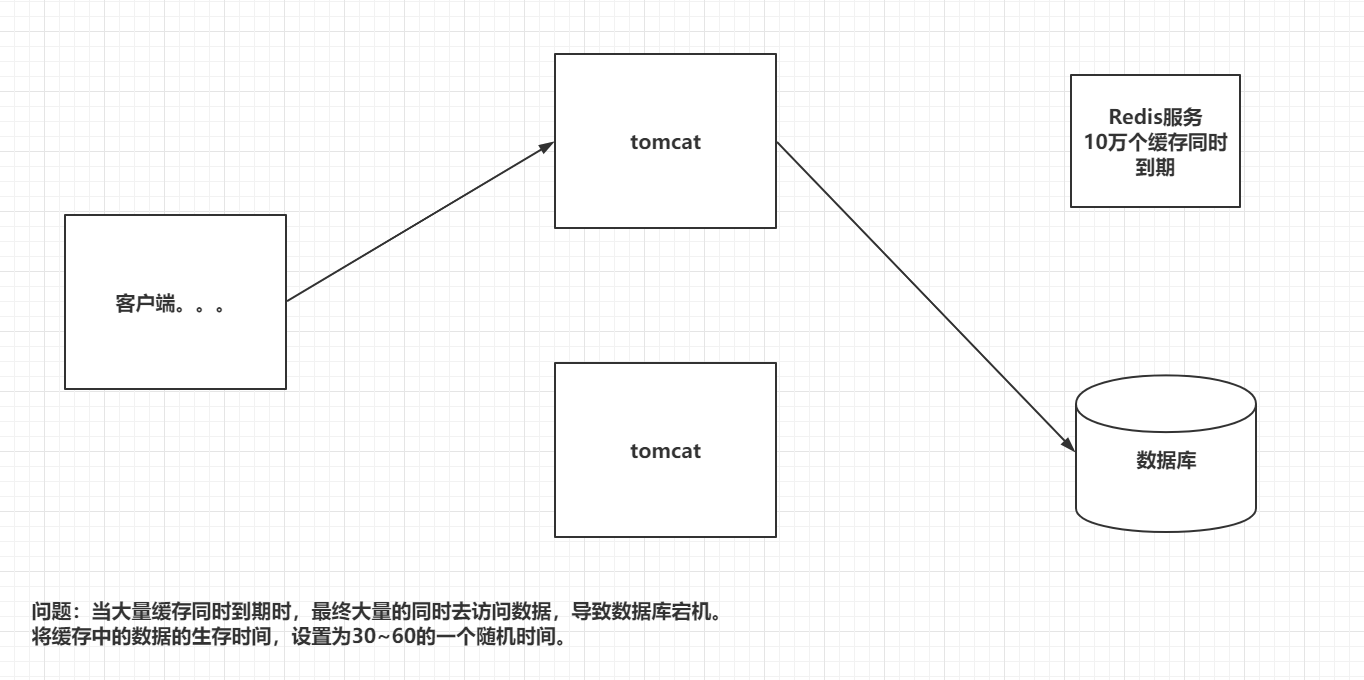 tomcat
Redis服务
10万个缓存同时
到期
客户端。。。
tomcat
数据库
问题：当大量缓存同时到期时，最终大量的同时去访问数据，导致数据库宕机。
将缓存中的数据的生存时间，设置为30~60的一个随机时间。